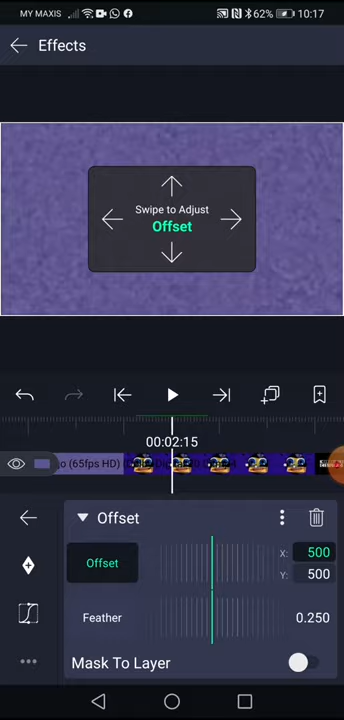 MY MAXIS 62% 10:17
Effects
Swipe to Adjust
Offset
00:02:15
go (65fps HD)
Offset
Offset
X: 500
Y: 500
Feather 0.250
Mask To Layer